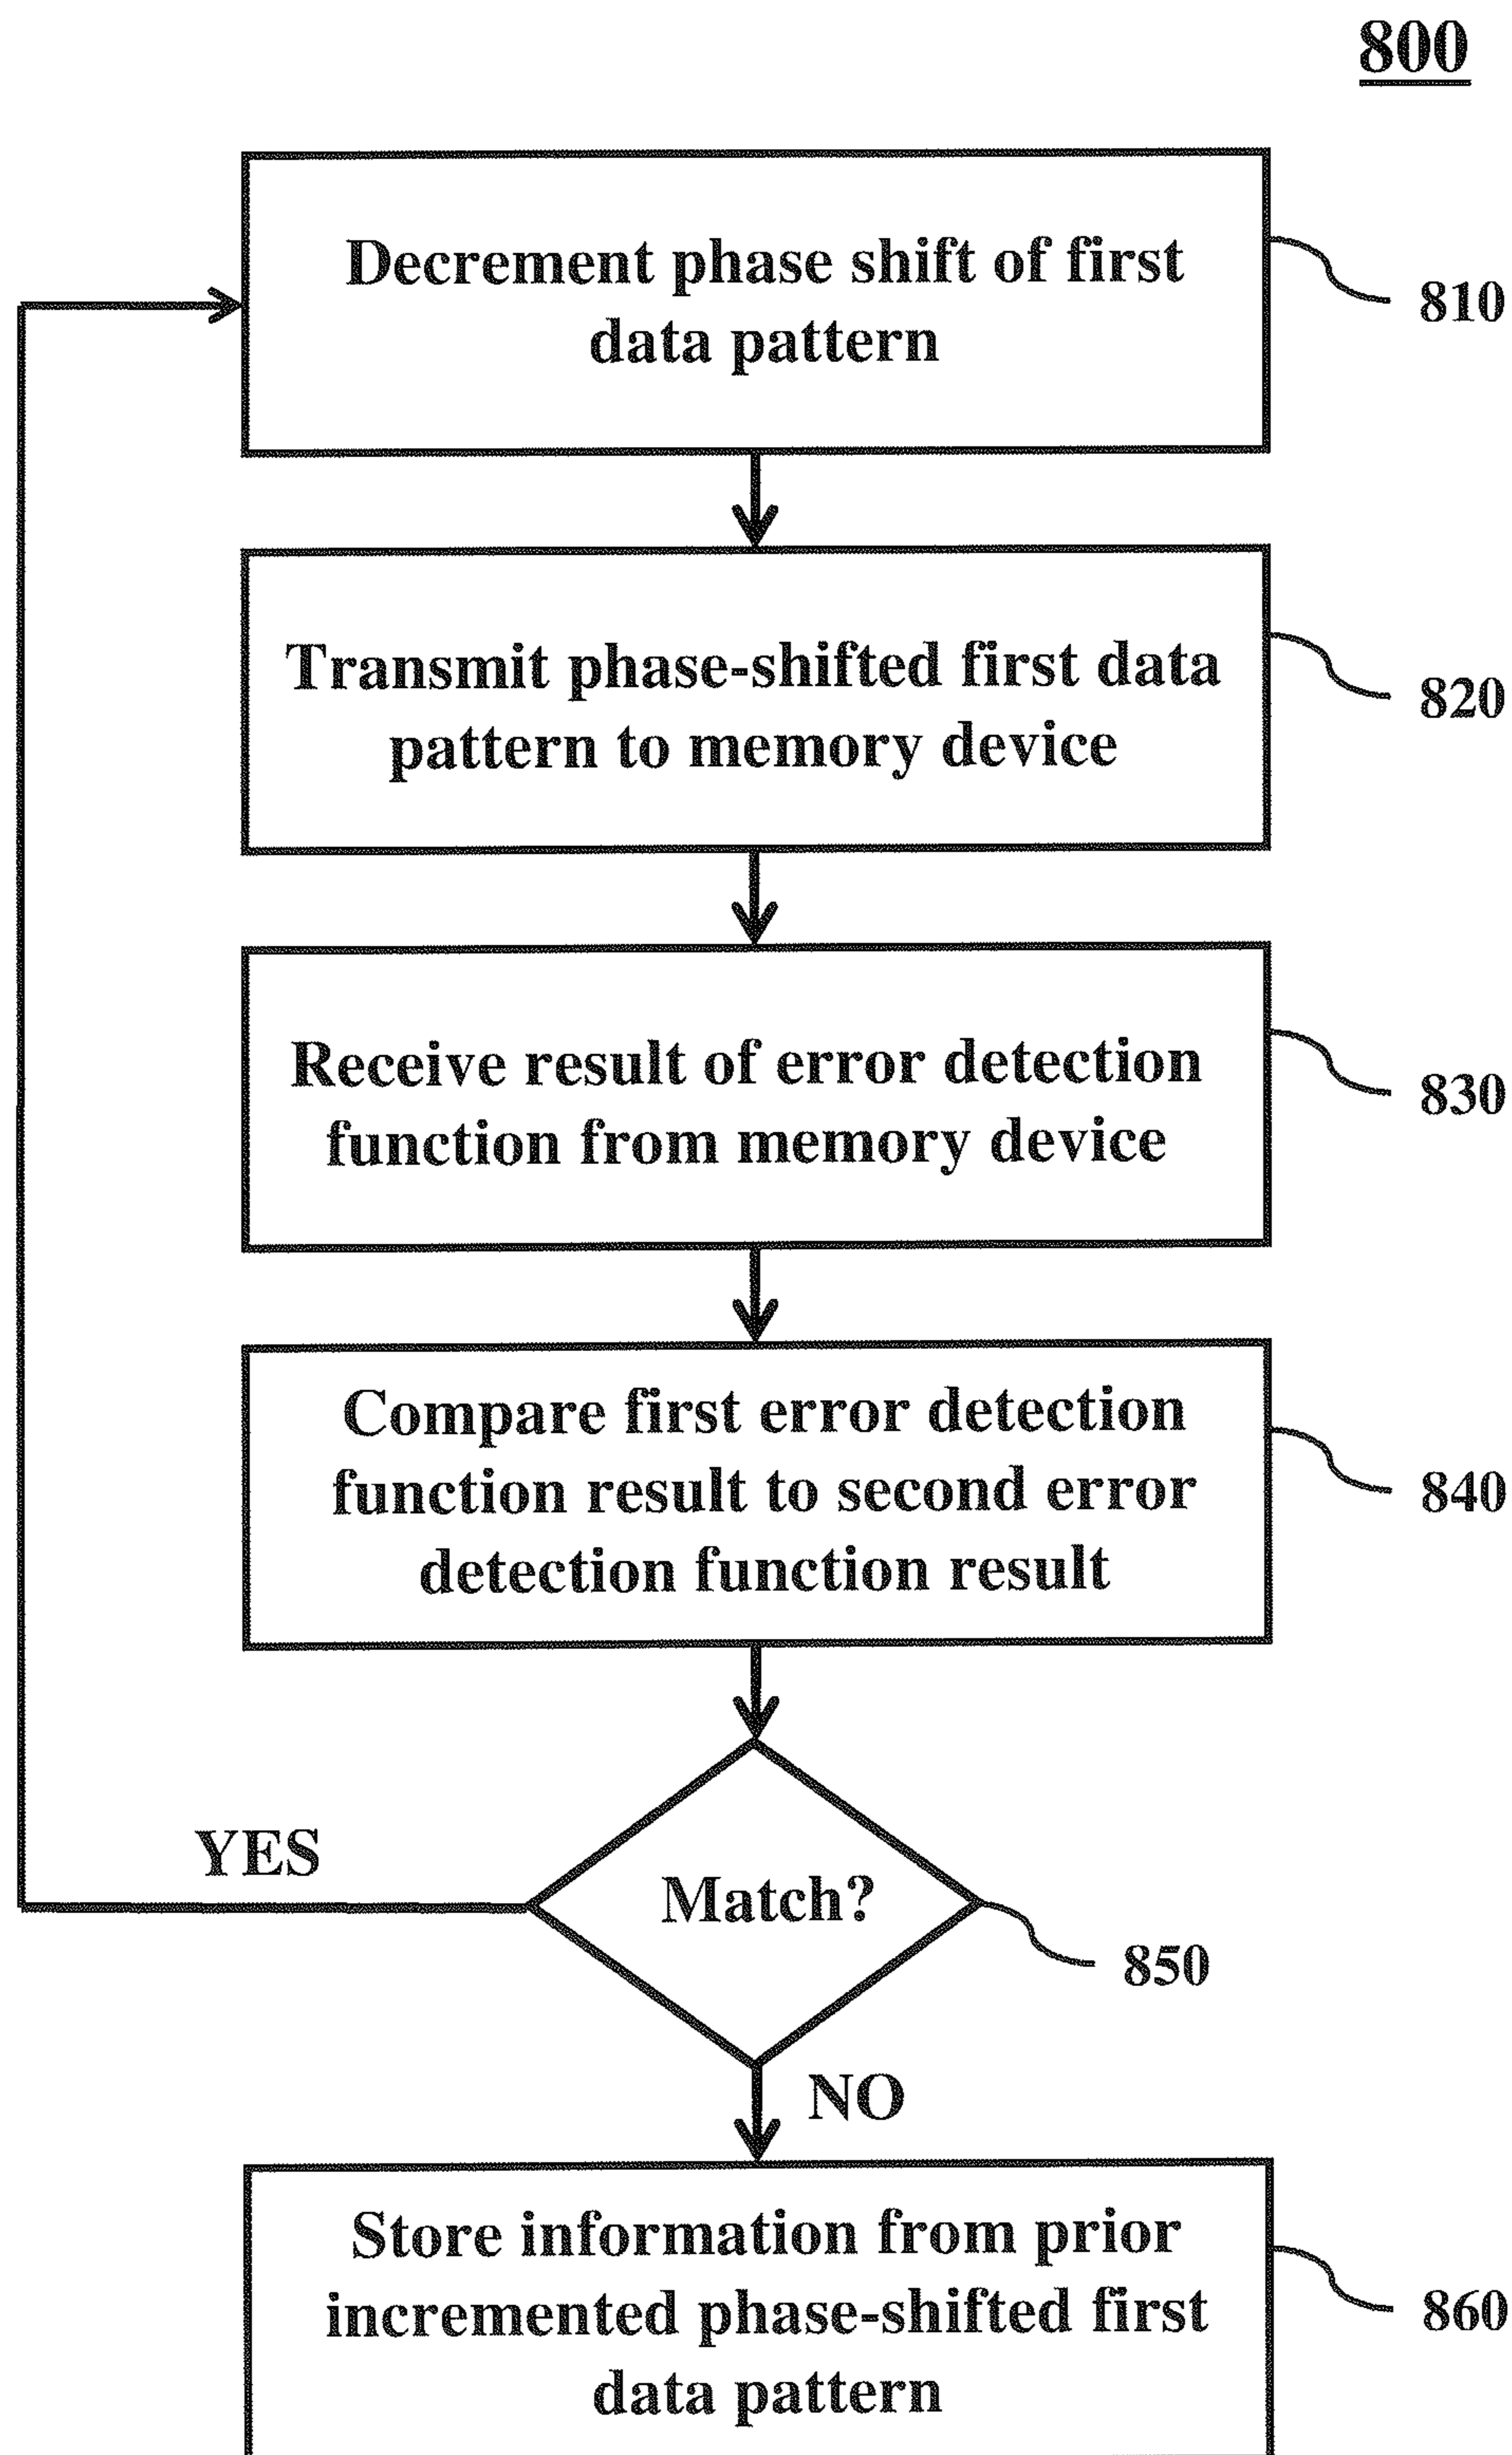 800
Decrement phase shift of first
data pattern
810
Transmit phase-shifted first data
pattern to memory device
820
Receive result of error detection
function from memory device
830
Compare first error detection
function result to second error
detection function result
840
YES
Match?
850
NO
Store information from prior
incremented phase-shifted first
data pattern
860